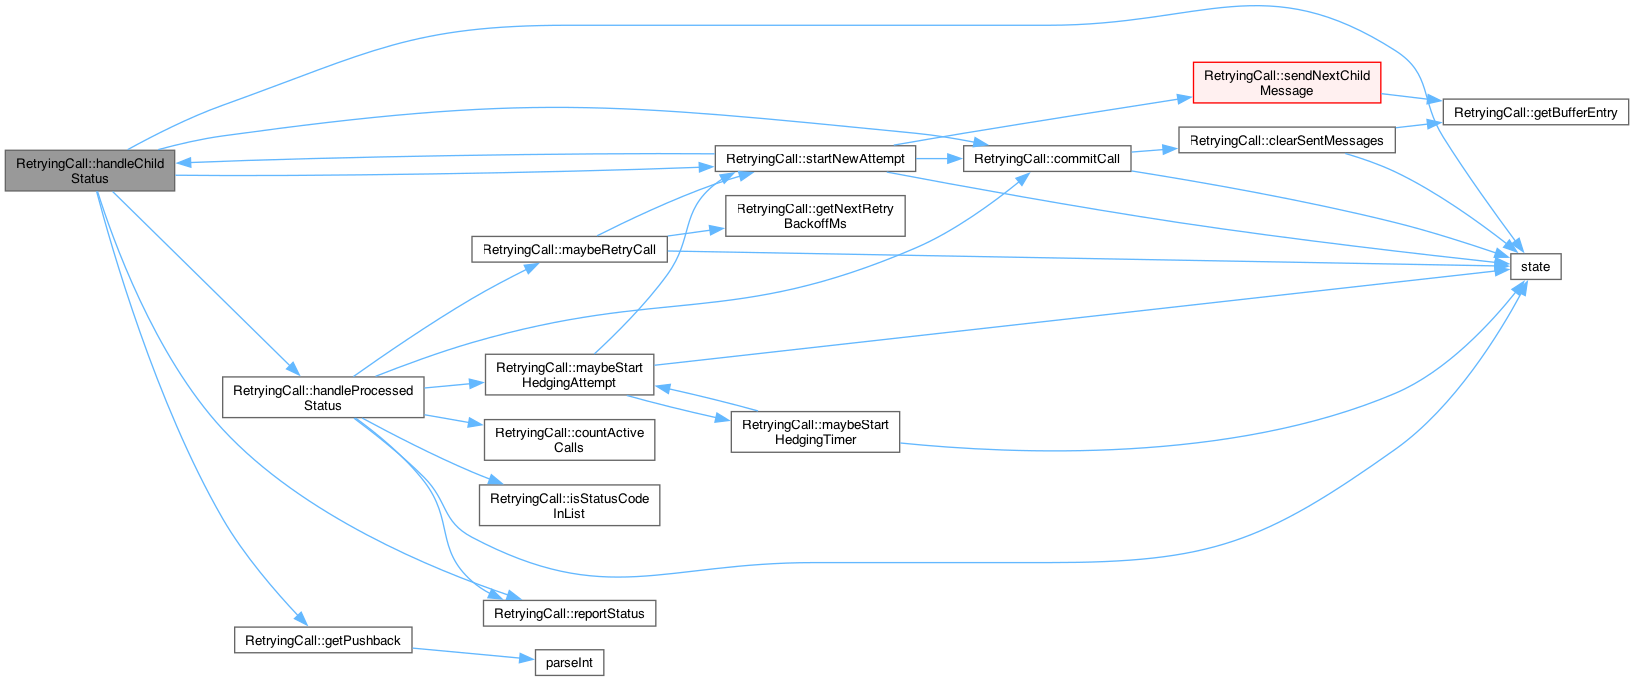 RetryingCall::handleChild
Status
RetryingCall::sendNextChild
Message
RetryingCall::getBufferEntry
RetryingCall::clearSentMessages
RetryingCall::startNewAttempt
RetryingCall::commitCall
RetryingCall::getNextRetry
BackoffMs
RetryingCall::maybeRetryCall
state
RetryingCall::maybeStart
HedgingAttempt
RetryingCall::handleProcessed
Status
RetryingCall::maybeStart
HedgingTimer
RetryingCall::countActive
Calls
RetryingCall::isStatusCode
InList
RetryingCall::reportStatus
RetryingCall::getPushback
parseInt